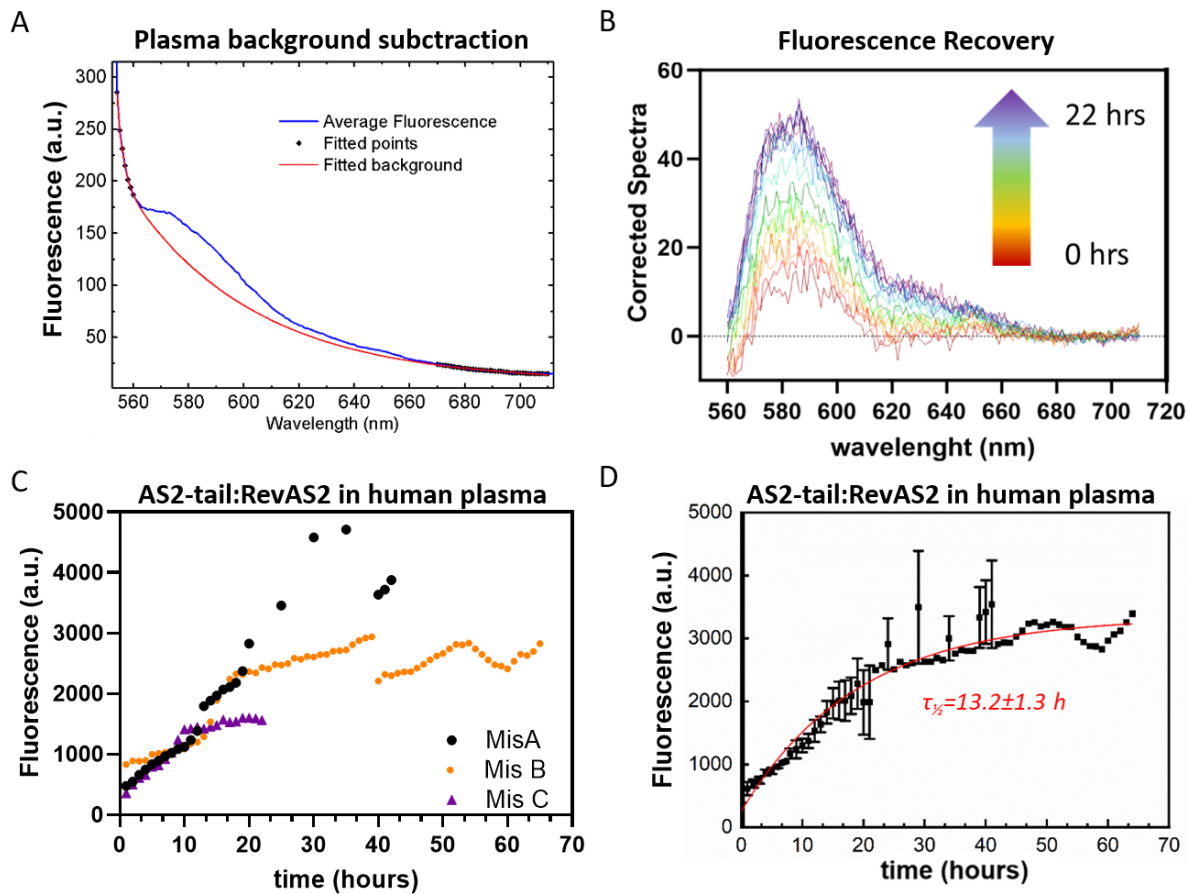 A
Plasma background subctraction
Fluorescence (a.u.)
300
250
200
150
100
50
Average Fluorescence
Fitted points
Fitted background
560 580 600 620 640 660 680 700
Wavelength (nm)
B
Fluorescence Recovery
Corrected Spectra
60
40
20
0
22 hrs
0 hrs
560 580 600 620 640 660 680 700 720
wavelenght (nm)
C
AS2-tail:RevAS2 in human plasma
Fluorescence (a.u.)
5000
4000
3000
2000
1000
0
MisA
Mis B
Mis C
0 10 20 30 40 50 60 70
time (hours)
D
AS2-tail:RevAS2 in human plasma
Fluorescence (a.u.)
5000
4000
3000
2000
1000
0
τ½=13.2±1.3 h
0 10 20 30 40 50 60 70
time (hours)